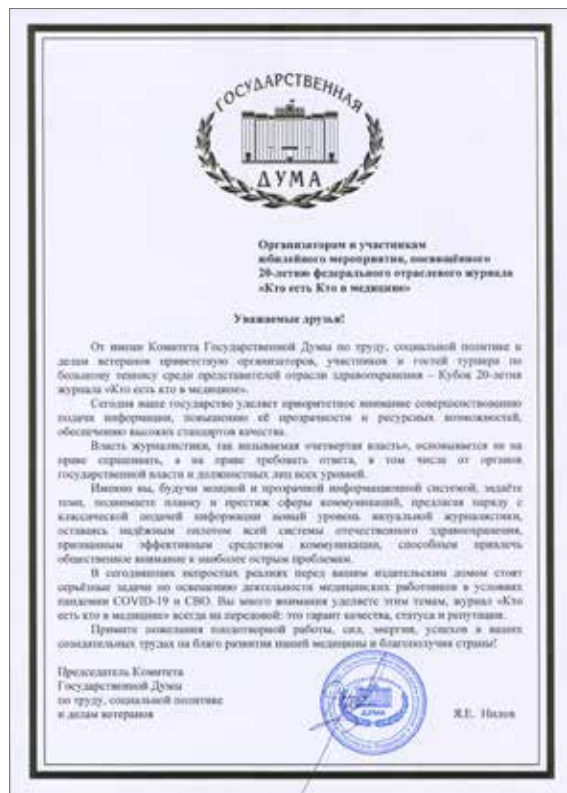 ГОСУДАРСТВЕННАЯ
ДУМА
Организаторам и участникам
юбилейного мероприятия, посвящённого
20-летию федерального отраслевого журнала
«Кто есть Кто в медицине»
Уважаемые друзья!
От имени Комитета Государственной Думы по труду, социальной политике и
делам ветеранов приветствую организаторов, участников и гостей турнира по
большому теннису среди представителей отрасли здравоохранения – Кубок 20-летия
журнала «Кто есть кто в медицине».
Сегодня наше государство уделяет приоритетное внимание совершенствованию
подачи информации, повышению её прозрачности и ресурсных возможностей,
обеспечению высоких стандартов качества.
Власть журналистики, так называемая «четвертая власть», основывается не на
праве спрашивать, а на праве требовать ответа, в том числе от органов
государственной власти и должностных лиц всех уровней.
Именно вы, будучи мощной и прозрачной информационной системой, задаёте
темп, поднимаете планку и престиж сферы коммуникаций, предлагая наряду с
классической подачей информации новый уровень визуальной журналистики,
оставаясь надёжным оплотом всей системы отечественного здравоохранения,
признанным эффективным средством коммуникации, способным привлечь
общественное внимание к наиболее острым проблемам.
В сегодняшних непростых реалиях перед вашим издательским домом стоят
серьёзные задачи по освещению деятельности медицинских работников в условиях
пандемии COVID-19 и СВО. Вы много внимания уделяете этим темам, журнал «Кто
есть кто в медицине» всегда на передовой: это гарант качества, статуса и репутации.
Примите пожелания плодотворной работы, сил, энергии, успехов в ваших
созидательных трудах на благо развития нашей медицины и благополучия страны!
Председатель Комитета
Государственной Думы
по труду, социальной политике
и делам ветеранов
Я.Е. Нилов
ДУМА